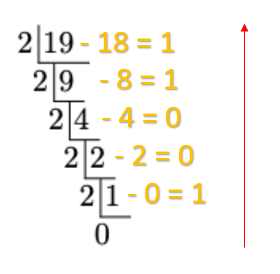 2 19 - 18 = 1
2 9 - 8 = 1
2 4 - 4 = 0
2 2 - 2 = 0
2 1 - 0 = 1
0